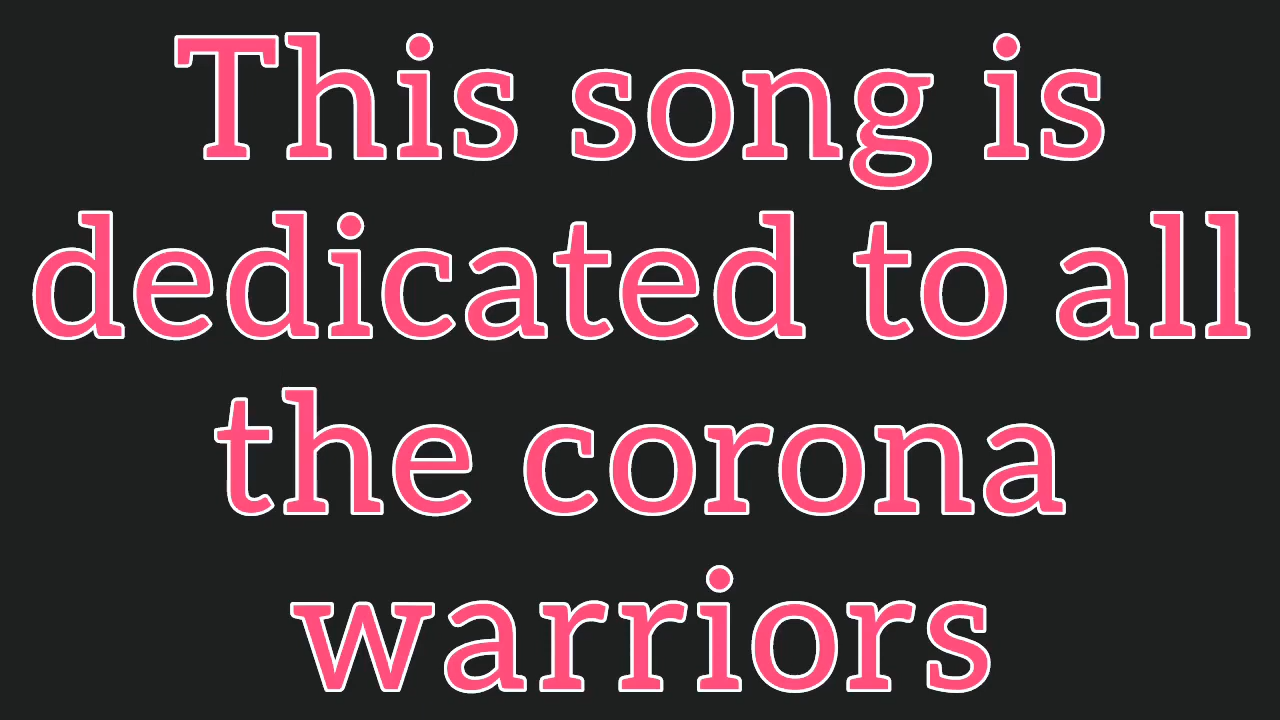 This song is
dedicated to all
the corona
warriors